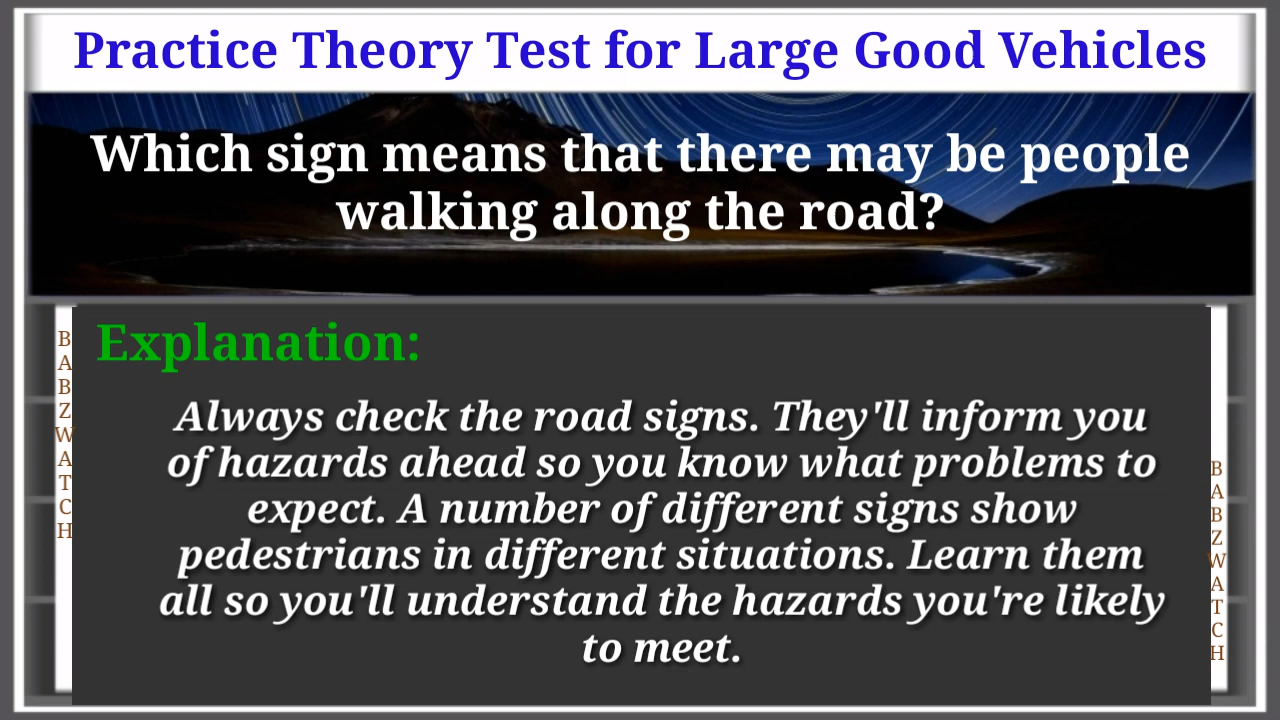 Practice Theory Test for Large Good Vehicles
Which sign means that there may be people
walking along the road?
Explanation:
Always check the road signs. They'll inform you
of hazards ahead so you know what problems to
expect. A number of different signs show
pedestrians in different situations. Learn them
all so you'll understand the hazards you're likely
to meet.
BABZWATCH
BABZWATCH